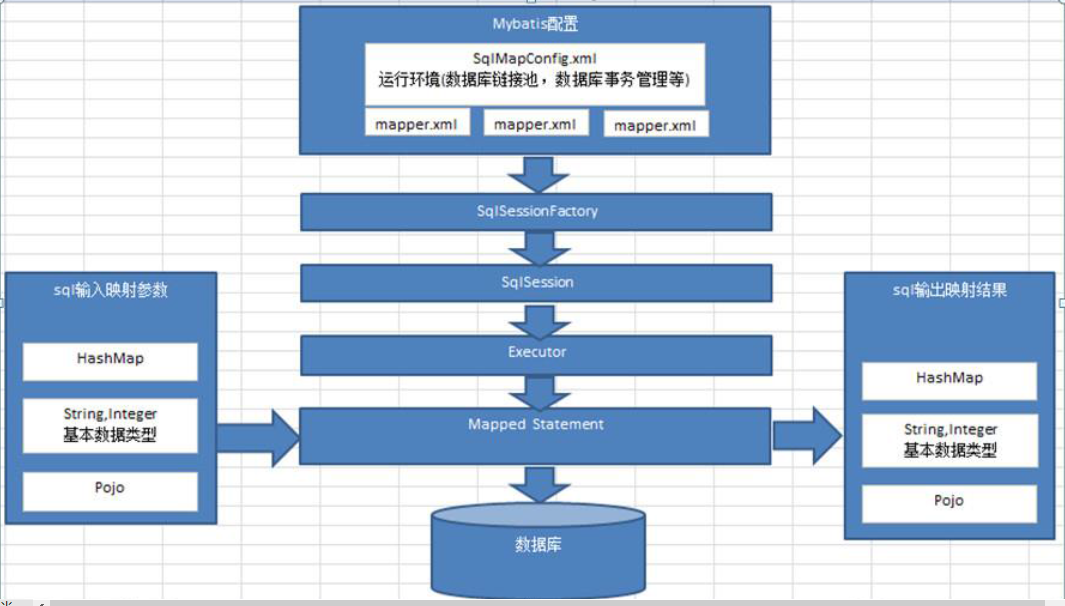 Mybatis配置
SqlMapConfig.xml
运行环境(数据库链接池，数据库事务管理等)
mapper.xml
mapper.xml
mapper.xml
SqlSessionFactory
SqlSession
Executor
Mapped Statement
数据库
sql输入映射参数
HashMap
String,Integer
基本数据类型
Pojo
sql输出映射结果
HashMap
String,Integer
基本数据类型
Pojo